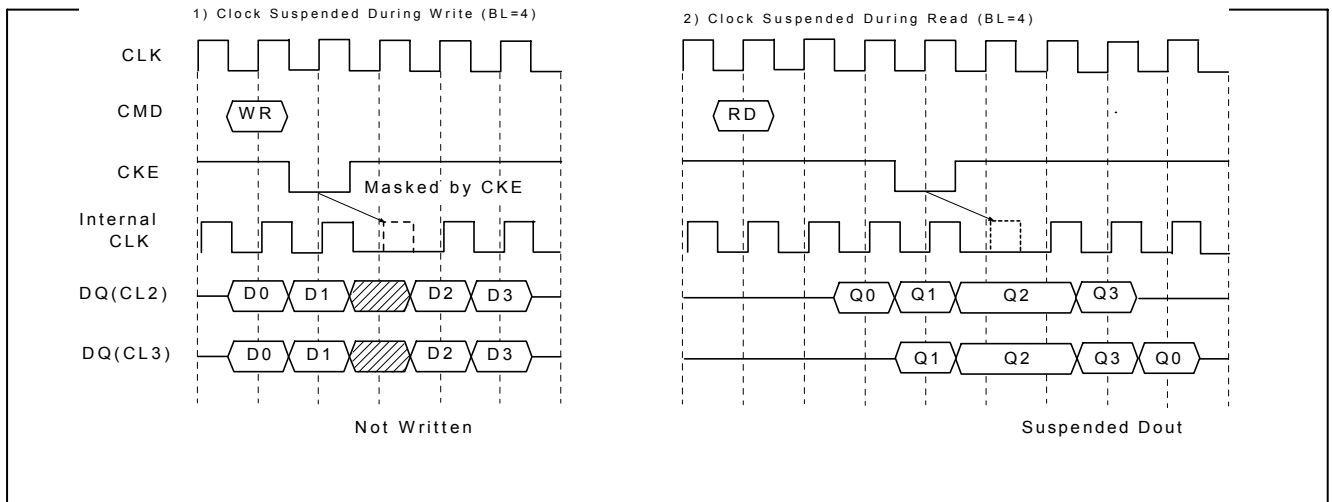 1) Clock Suspended During Write (BL=4)
2) Clock Suspended During Read (BL=4)
CLK
CMD
WR
RD
CKE
Masked by CKE
Internal
CLK
DQ(CL2)
D0 D1 D2 D3
Q0 Q1 Q2 Q3
DQ(CL3)
D0 D1 D2 D3
Q1 Q2 Q3 Q0
Not Written
Suspended Dout